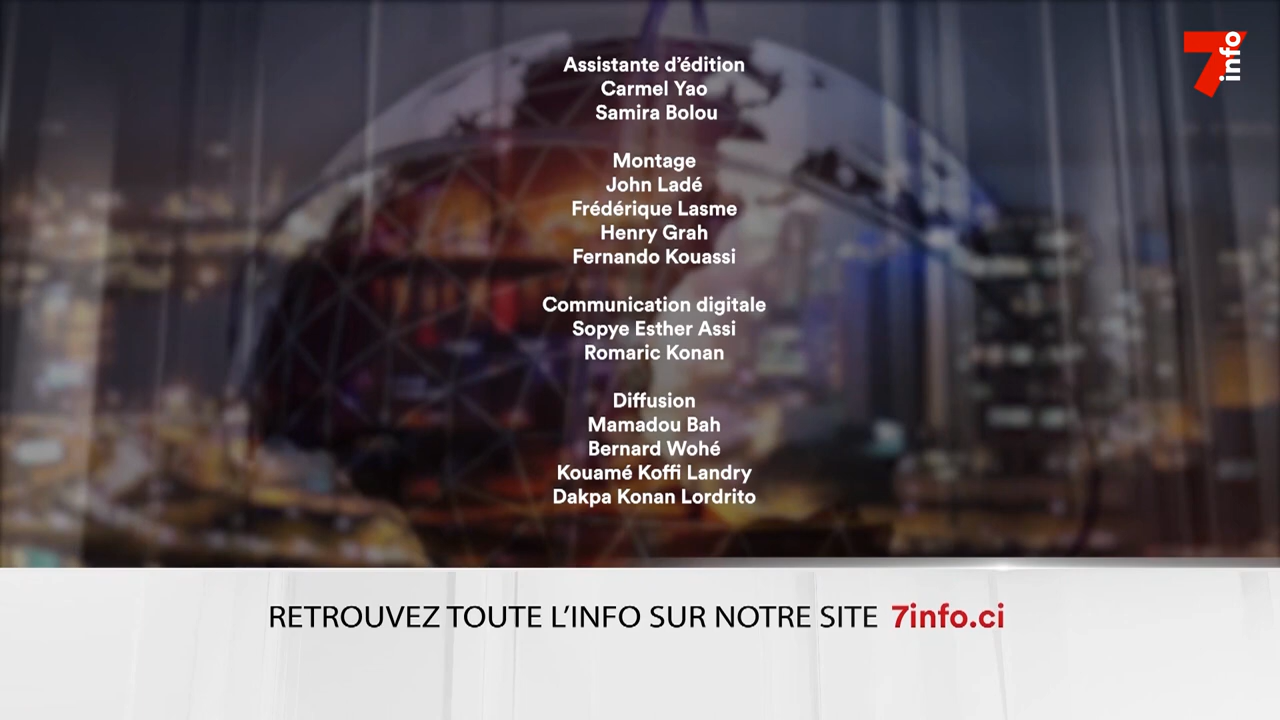 7info
Assistante d’édition
Carmel Yao
Samira Bolou
Montage
John Ladé
Frédérique Lasme
Henry Grah
Fernando Kouassi
Communication digitale
Sopye Esther Assi
Romaric Konan
Diffusion
Mamadou Bah
Bernard Wohé
Kouamé Koffi Landry
Dakpa Konan Lordrito
RETROUVEZ TOUTE L’INFO SUR NOTRE SITE 7info.ci